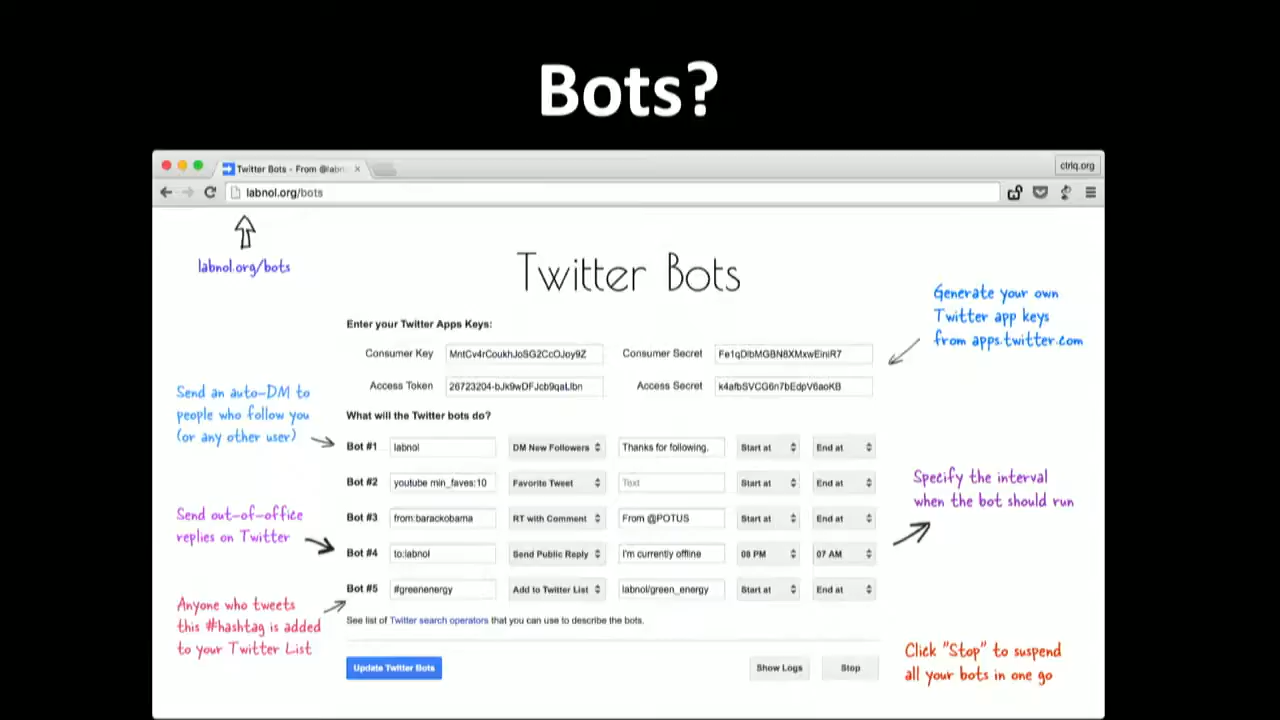 Bots?
Twitter Bots - From @labn
ctrlq.org
labnol.org/bots
labnol.org/bots
Twitter Bots
Generate your own
Twitter app keys
from apps.twitter.com
Enter your Twitter Apps Keys:
Consumer Key MntCv4rCoukhJoSG2CcOJoy9Z Consumer Secret Fe1qDIbMGBN8XMxwEiniR7
Access Token 26723204-bJk9wDFJcb9qaLIbn Access Secret k4afbSVCG6n7bEdpV6aoKB
Send an auto-DM to
people who follow you
(or any other user)
What will the Twitter bots do?
Bot #1 labnol DM New Followers Thanks for following. Start at End at
Bot #2 youtube min_faves:10 Favorite Tweet Text Start at End at
Specify the interval
when the bot should run
Bot #3 from:barackobama RT with Comment From @POTUS Start at End at
Send out-of-office
replies on Twitter
Bot #4 to:labnol Send Public Reply I'm currently offline 08 PM 07 AM
Bot #5 #greenenergy Add to Twitter List labnol/green_energy Start at End at
Anyone who tweets
this #hashtag is added
to your Twitter List
See list of Twitter search operators that you can use to describe the bots.
Update Twitter Bots Show Logs Stop
Click "Stop" to suspend
all your bots in one go